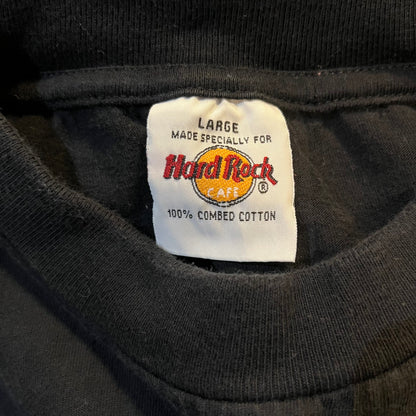 LARGE
MADE SPECIALLY FOR
Hard Rock
CAFE ®
100% COMBED COTTON